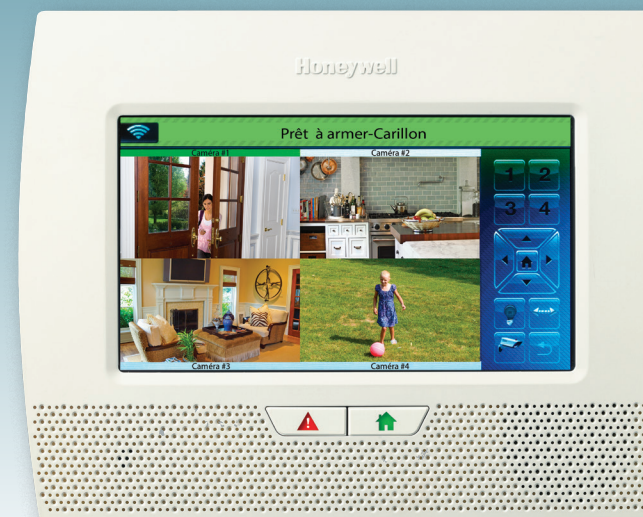 Honeywell
Prêt à armer-Carillon
Caméra #1
Caméra #2
1 2
3 4
Caméra #3
Caméra #4